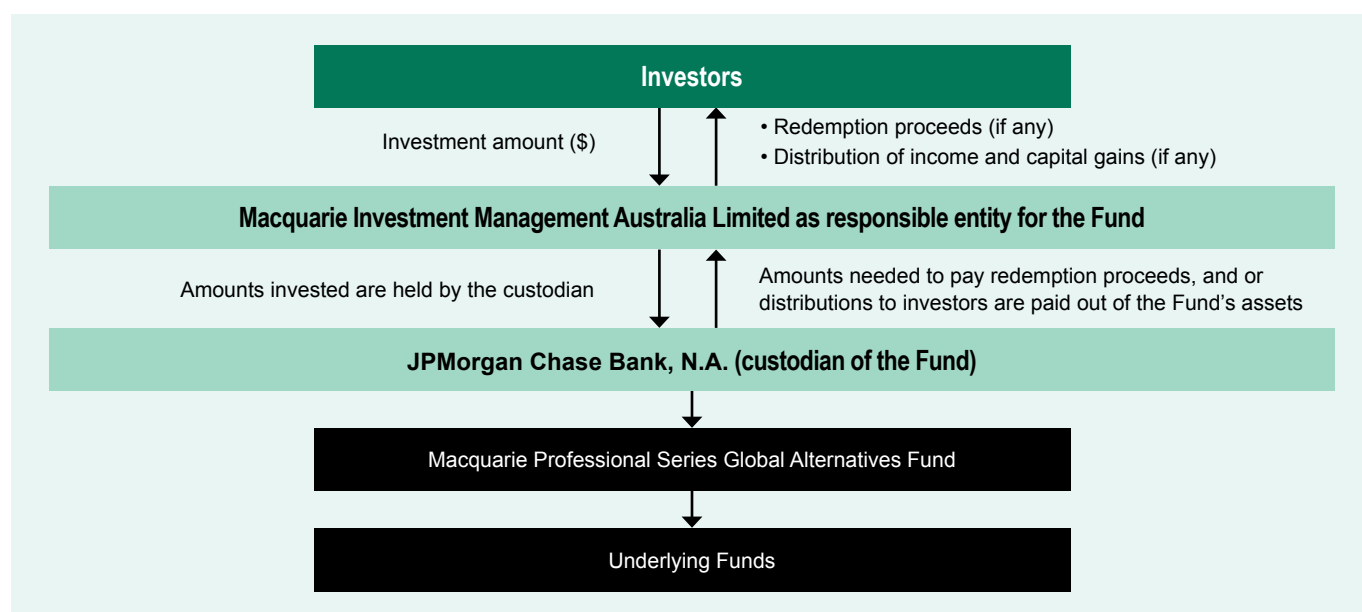 Investors
Investment amount ($)
• Redemption proceeds (if any)
• Distribution of income and capital gains (if any)
Macquarie Investment Management Australia Limited as responsible entity for the Fund
Amounts invested are held by the custodian
Amounts needed to pay redemption proceeds, and or
distributions to investors are paid out of the Fund’s assets
JPMorgan Chase Bank, N.A. (custodian of the Fund)
Macquarie Professional Series Global Alternatives Fund
Underlying Funds